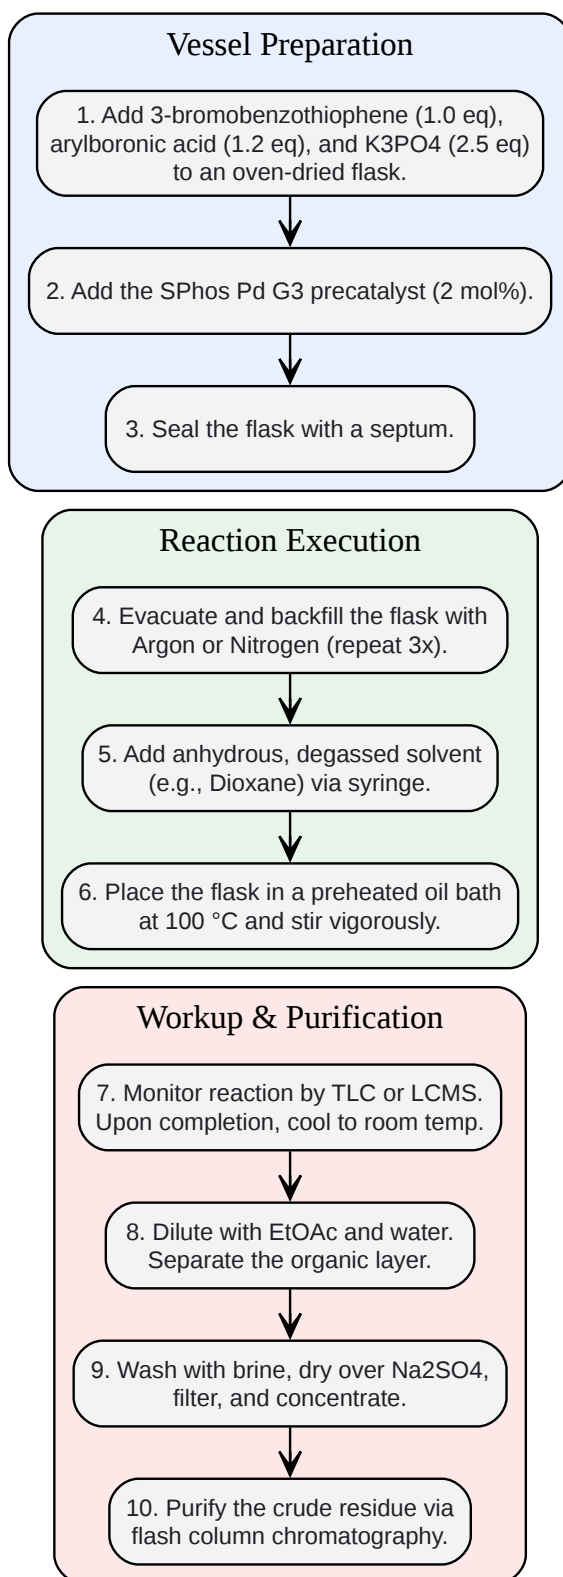 Vessel Preparation
1. Add 3-bromobenzothiophene (1.0 eq),
arylboronic acid (1.2 eq), and K3PO4 (2.5 eq)
to an oven-dried flask.
2. Add the SPhos Pd G3 precatalyst (2 mol%).
3. Seal the flask with a septum.
Reaction Execution
4. Evacuate and backfill the flask with
Argon or Nitrogen (repeat 3x).
5. Add anhydrous, degassed solvent
(e.g., Dioxane) via syringe.
6. Place the flask in a preheated oil bath
at 100 °C and stir vigorously.
Workup & Purification
7. Monitor reaction by TLC or LCMS.
Upon completion, cool to room temp.
8. Dilute with EtOAc and water.
Separate the organic layer.
9. Wash with brine, dry over Na2SO4,
filter, and concentrate.
10. Purify the crude residue via
flash column chromatography.